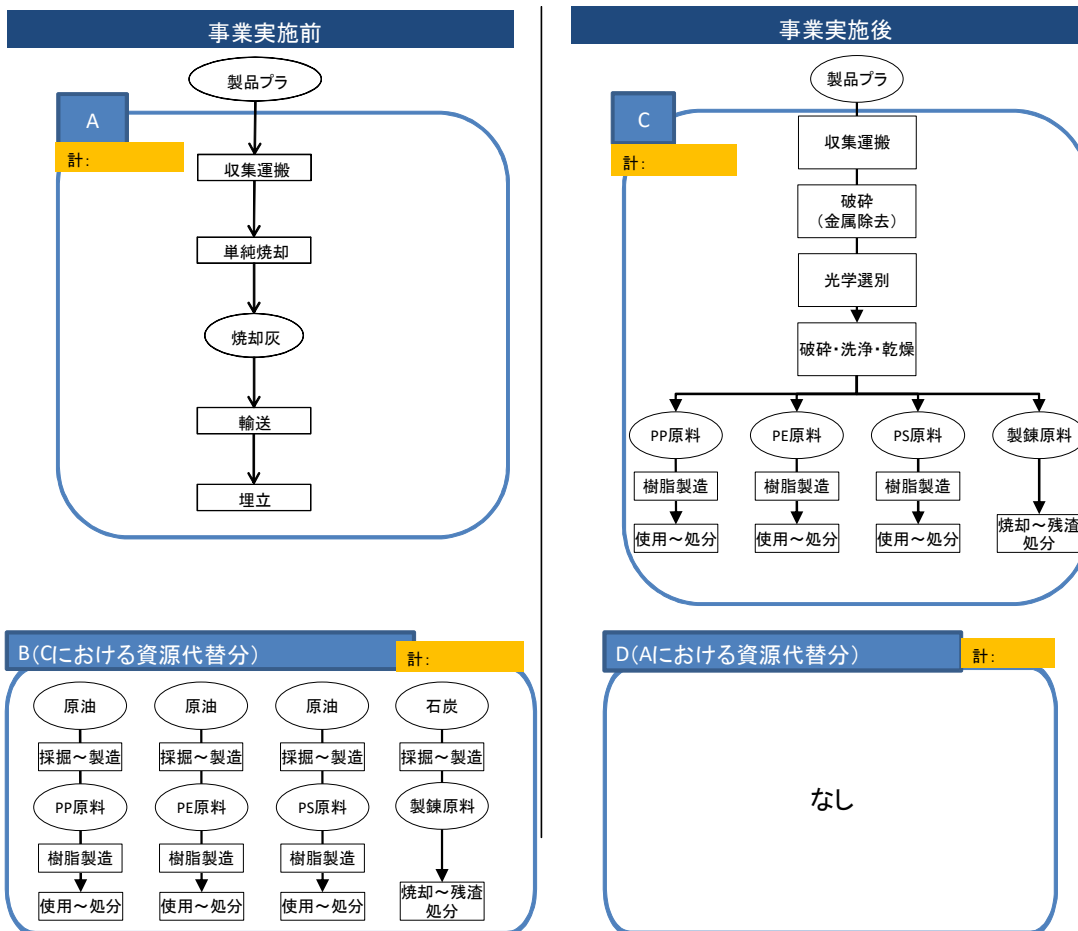 事業実施前
製品プラ
A
計：
収集運搬
単純焼却
焼却灰
輸送
埋立
B(Cにおける資源代替分)
計：
原油
原油
原油
石炭
採掘～製造
採掘～製造
採掘～製造
採掘～製造
PP原料
PE原料
PS原料
製錬原料
樹脂製造
樹脂製造
樹脂製造
使用～処分
使用～処分
使用～処分
焼却～残渣
処分
事業実施後
製品プラ
C
計：
収集運搬
破砕
(金属除去)
光学選別
破砕・洗浄・乾燥
PP原料
PE原料
PS原料
製錬原料
樹脂製造
樹脂製造
樹脂製造
使用～処分
使用～処分
使用～処分
焼却～残渣
処分
D(Aにおける資源代替分)
計：
なし